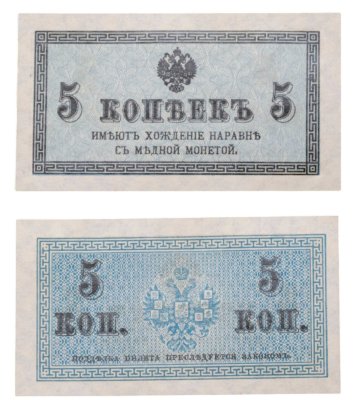 5 КОПѢЕКЪ 5
ИМѢЮТЪ ХОЖДЕНІЕ НАРАВНѢ
СЪ МѢДНОЙ МОНЕТОЙ.
5 5
КОП. КОП.
ПОДДѢЛКА БИЛЕТА ПРЕСЛѢДУЕТСЯ ЗАКОНОМЪ.